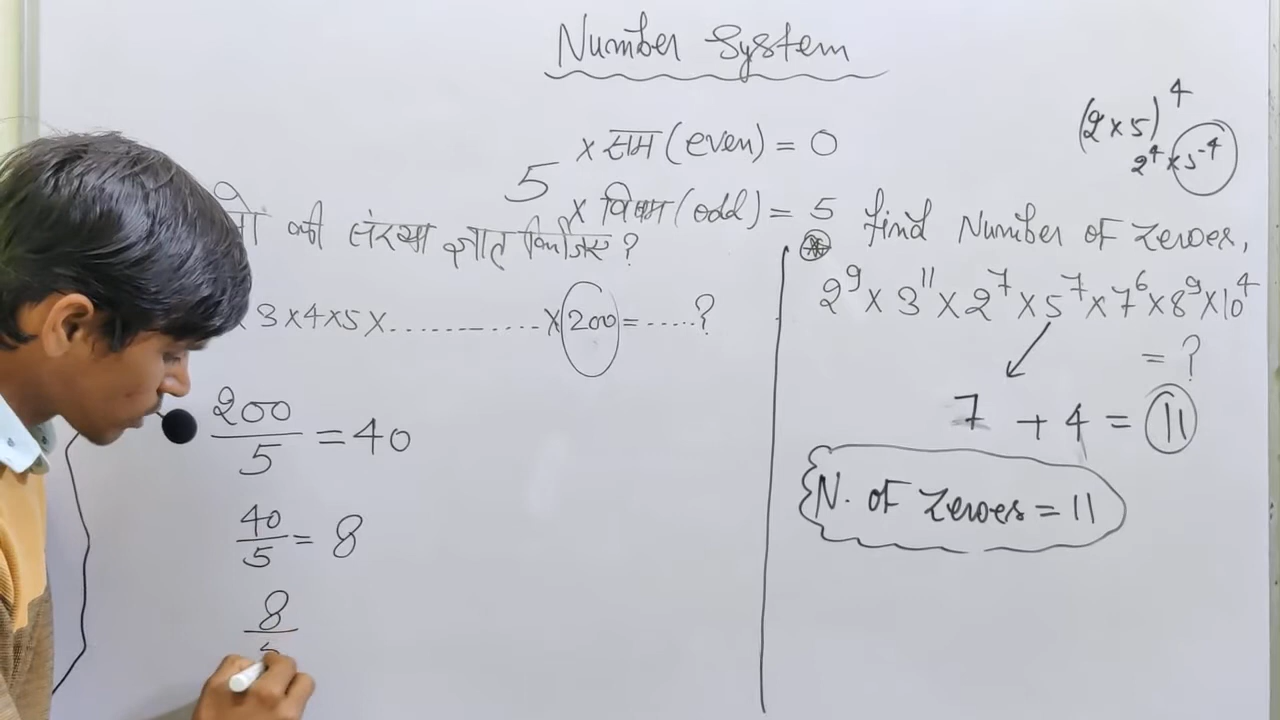 Number System
(2 x 5)⁴
2⁴ x 5⁻⁴
5 x सम (even) = 0
x विषम (odd) = 5
की संख्या ज्ञात किजिए ?
x 3 x 4 x 5 x ............... x 200 = ......?
200/5 = 40
40/5 = 8
8/5
find Number of Zeroes,
2⁹ x 3¹¹ x 2⁷ x 5⁷ x 7⁶ x 8⁹ x 10⁴
= ?
7 + 4 = 11
N. of Zeroes = 11